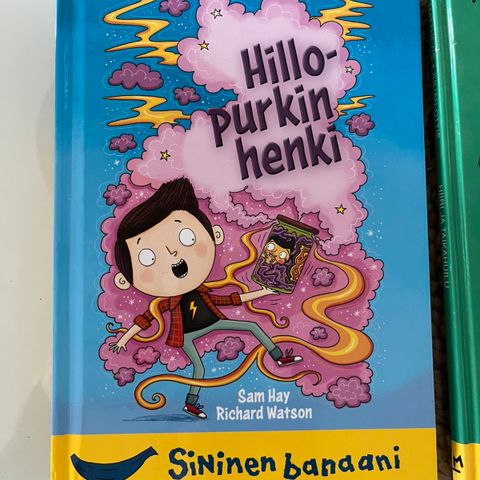 Hillo-
purkin
henki
Sam Hay
Richard Watson
Sininen banaani